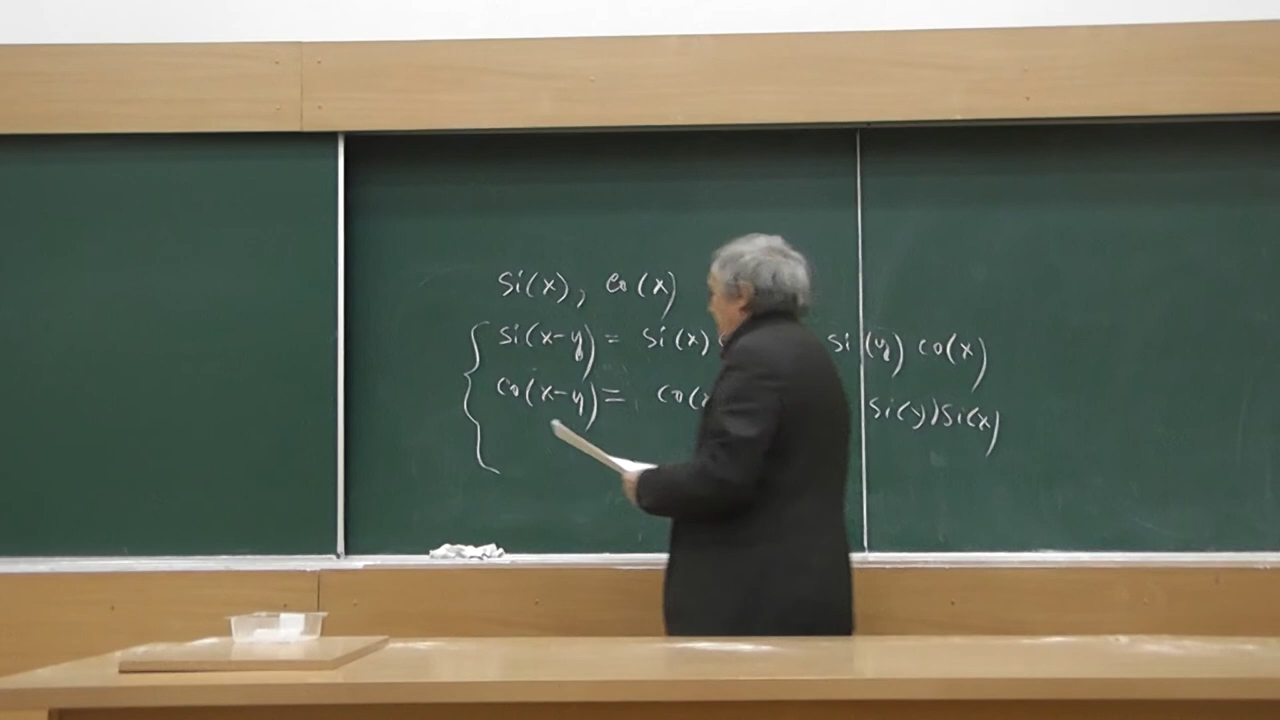 si(x), co(x)
si(x-y) = si(x) si(y) co(x)
co(x-y) = co(x si(y)si(x)